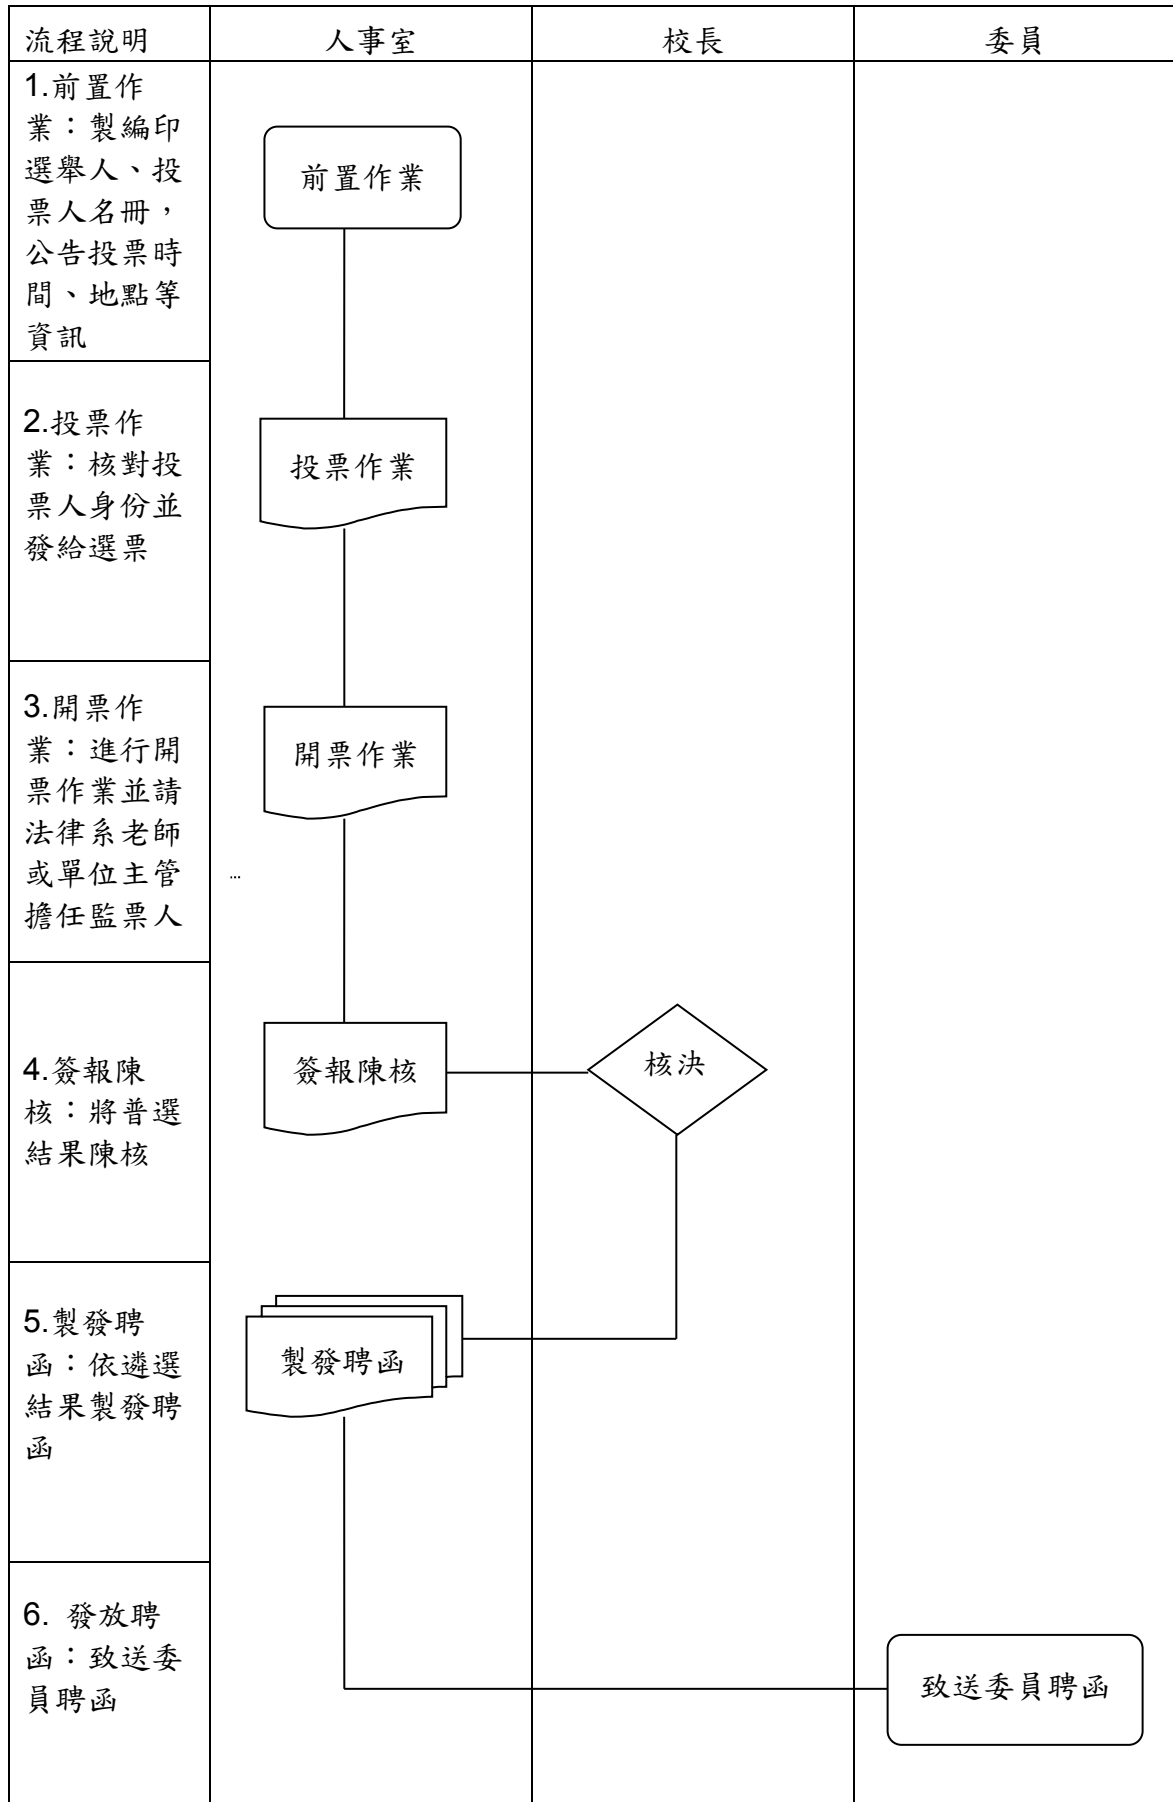 流程說明
人事室
校長
委員
1.前置作
業：製編印
選舉人、投
票人名冊，
公告投票時
間、地點等
資訊
前置作業
2.投票作
業：核對投
票人身份並
發給選票
投票作業
3.開票作
業：進行開
票作業並請
法律系老師
或單位主管
擔任監票人
開票作業
…
4.簽報陳
核：將普選
結果陳核
簽報陳核
核決
5.製發聘
函：依遴選
結果製發聘
函
製發聘函
6. 發放聘
函：致送委
員聘函
致送委員聘函